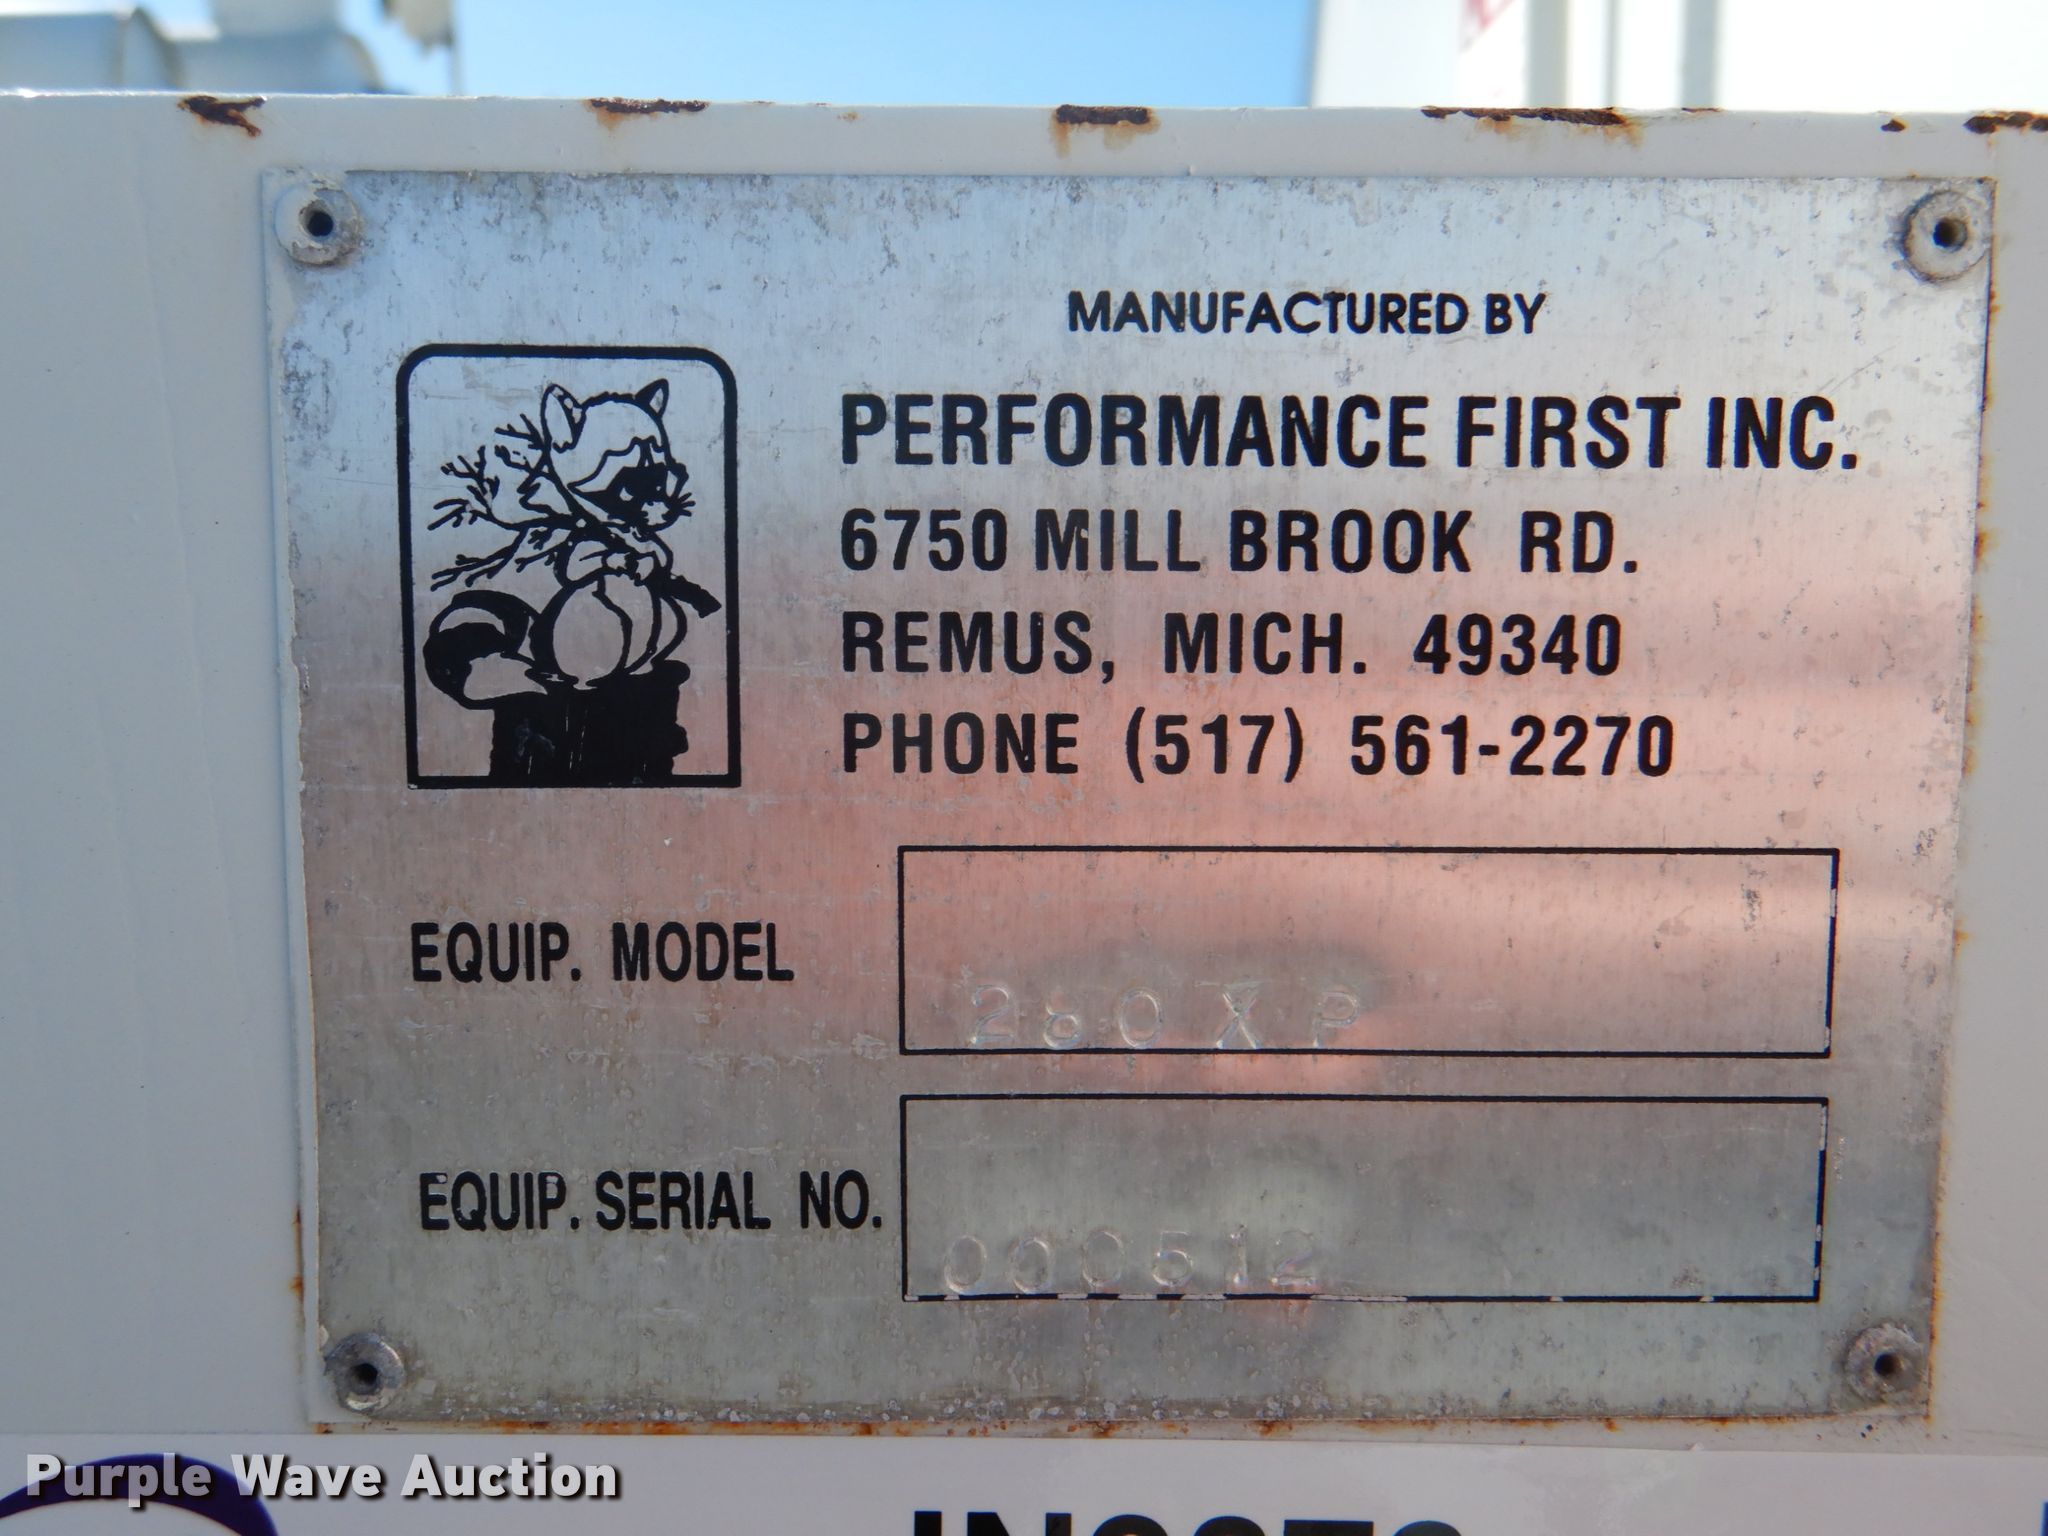 MANUFACTURED BY
PERFORMANCE FIRST INC.
6750 MILL BROOK RD.
REMUS, MICH. 49340
PHONE (517) 561-2270
EQUIP. MODEL 280XP
EQUIP. SERIAL NO. 000512
Purple Wave Auction